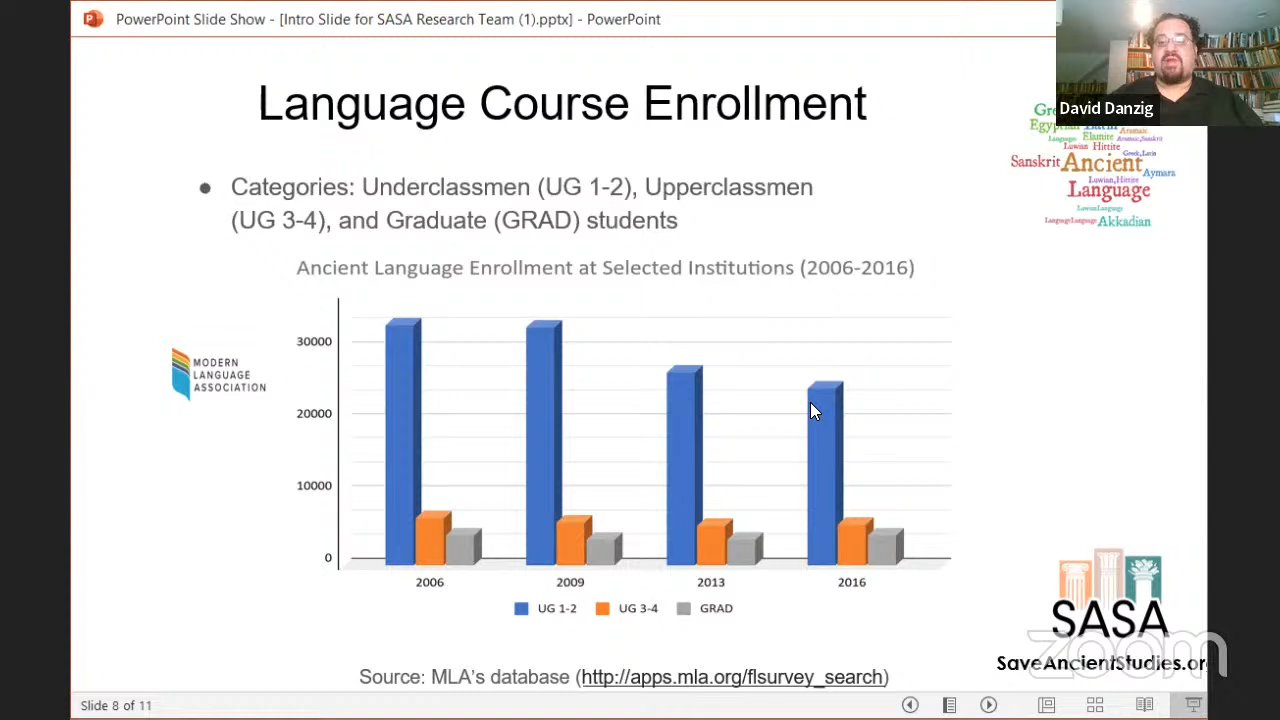 PowerPoint Slide Show - [Intro Slide for SASA Research Team (1).pptx] - PowerPoint
David Danzig
Language Course Enrollment
Egyptian
Aramaic
Elamite
Hittite
Sanskrit Ancient
Aymara
Language
Akkadian
● Categories: Underclassmen (UG 1-2), Upperclassmen
(UG 3-4), and Graduate (GRAD) students
Ancient Language Enrollment at Selected Institutions (2006-2016)
MODERN
LANGUAGE
ASSOCIATION
30000
20000
10000
0
2006 2009 2013 2016
UG 1-2 UG 3-4 GRAD
SASA
zoom
SaveAncientStudies.org
Source: MLA's database (http://apps.mla.org/flsurvey_search)
Slide 8 of 11